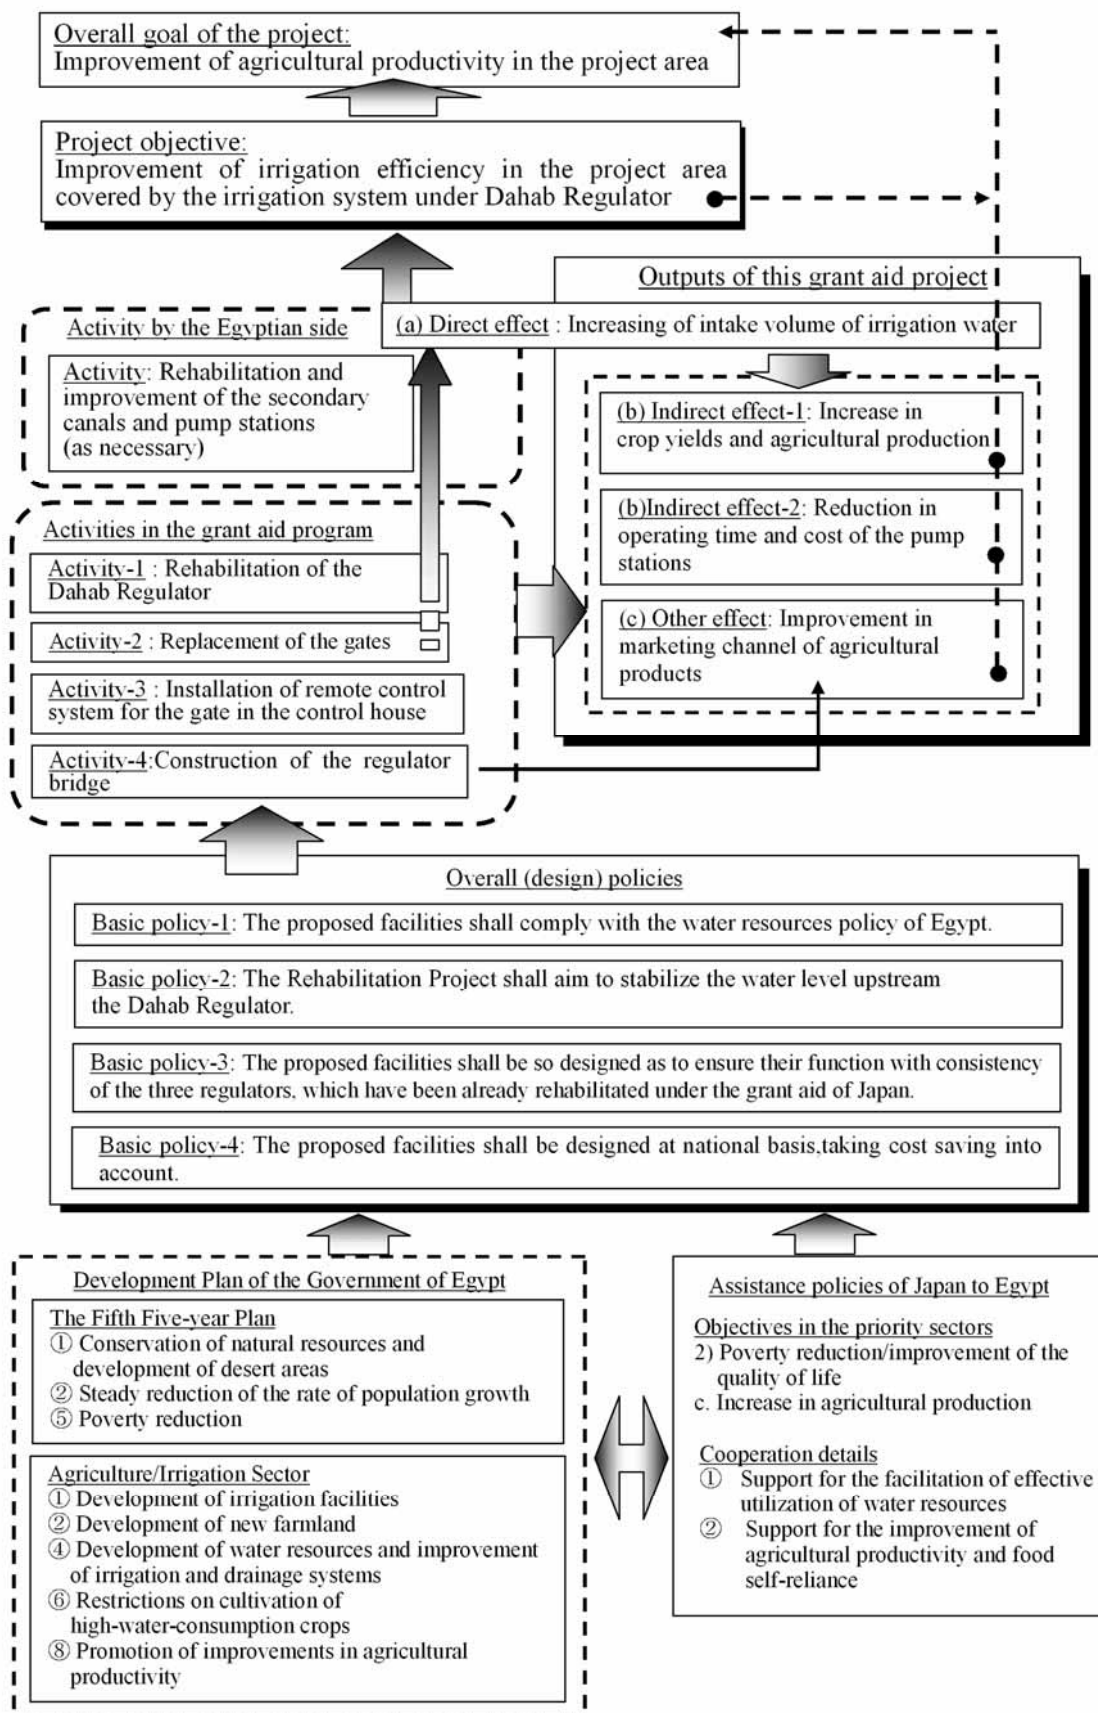 Overall goal of the project:
Improvement of agricultural productivity in the project area
Project objective:
Improvement of irrigation efficiency in the project area
covered by the irrigation system under Dahab Regulator
Outputs of this grant aid project
(a) Direct effect : Increasing of intake volume of irrigation water
(b) Indirect effect-1: Increase in
crop yields and agricultural production
(b)Indirect effect-2: Reduction in
operating time and cost of the pump
stations
(c) Other effect: Improvement in
marketing channel of agricultural
products
Activity by the Egyptian side
Activity: Rehabilitation and
improvement of the secondary
canals and pump stations
(as necessary)
Activities in the grant aid program
Activity-1 : Rehabilitation of the
Dahab Regulator
Activity-2 : Replacement of the gates
Activity-3 : Installation of remote control
system for the gate in the control house
Activity-4:Construction of the regulator
bridge
Overall (design) policies
Basic policy-1: The proposed facilities shall comply with the water resources policy of Egypt.
Basic policy-2: The Rehabilitation Project shall aim to stabilize the water level upstream
the Dahab Regulator.
Basic policy-3: The proposed facilities shall be so designed as to ensure their function with consistency
of the three regulators, which have been already rehabilitated under the grant aid of Japan.
Basic policy-4: The proposed facilities shall be designed at national basis,taking cost saving into
account.
Development Plan of the Government of Egypt
The Fifth Five-year Plan
① Conservation of natural resources and
development of desert areas
② Steady reduction of the rate of population growth
⑤ Poverty reduction
Agriculture/Irrigation Sector
① Development of irrigation facilities
② Development of new farmland
④ Development of water resources and improvement
of irrigation and drainage systems
⑥ Restrictions on cultivation of
high-water-consumption crops
⑧ Promotion of improvements in agricultural
productivity
Assistance policies of Japan to Egypt
Objectives in the priority sectors
2) Poverty reduction/improvement of the
quality of life
c. Increase in agricultural production
Cooperation details
① Support for the facilitation of effective
utilization of water resources
② Support for the improvement of
agricultural productivity and food
self-reliance